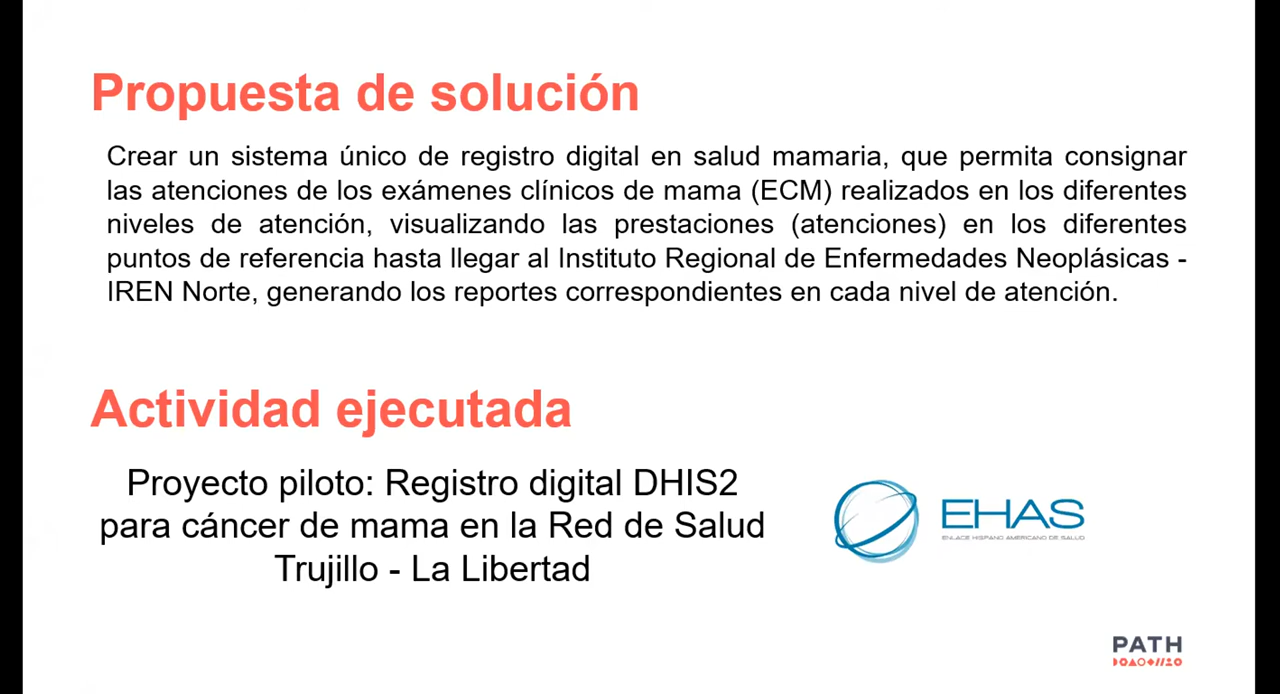 Propuesta de solución
Crear un sistema único de registro digital en salud mamaria, que permita consignar
las atenciones de los exámenes clínicos de mama (ECM) realizados en los diferentes
niveles de atención, visualizando las prestaciones (atenciones) en los diferentes
puntos de referencia hasta llegar al Instituto Regional de Enfermedades Neoplásicas -
IREN Norte, generando los reportes correspondientes en cada nivel de atención.
Actividad ejecutada
Proyecto piloto: Registro digital DHIS2
para cáncer de mama en la Red de Salud
Trujillo - La Libertad
EHAS
ENLACE HISPANO AMERICANO DE SALUD
PATH